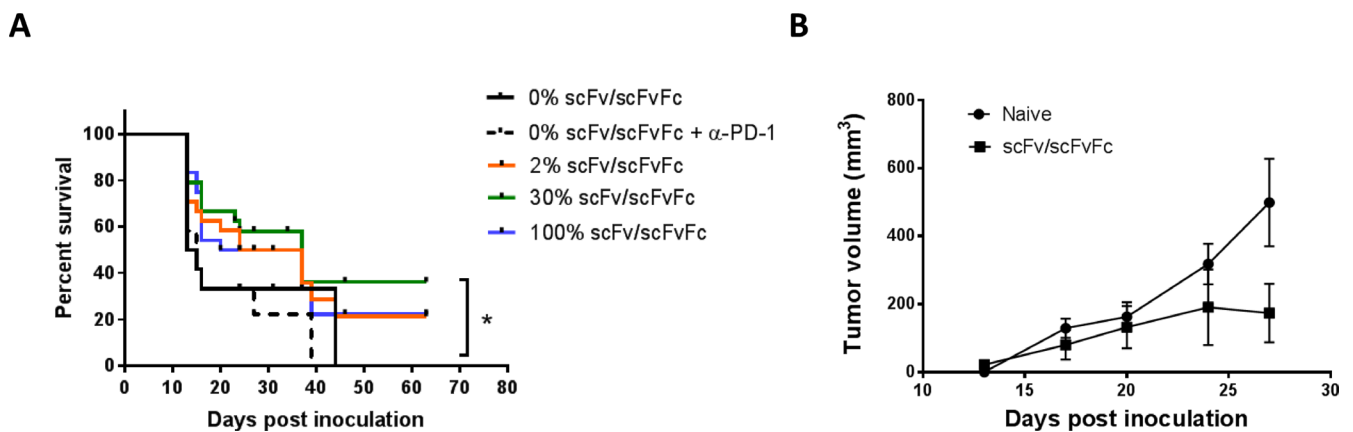 A
B
0% scFv/scFvFc
0% scFv/scFvFc + α-PD-1
2% scFv/scFvFc
30% scFv/scFvFc
100% scFv/scFvFc
Percent survival
100
80
60
40
20
0
0 10 20 30 40 50 60 70 80
Days post inoculation
*
Naive
scFv/scFvFc
Tumor volume (mm³)
800
600
400
200
0
10 15 20 25 30
Days post inoculation